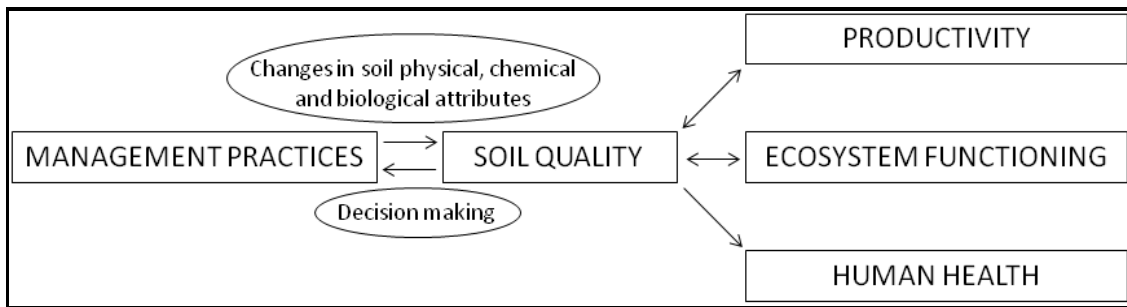 PRODUCTIVITY
Changes in soil physical, chemical
and biological attributes
MANAGEMENT PRACTICES
SOIL QUALITY
ECOSYSTEM FUNCTIONING
Decision making
HUMAN HEALTH